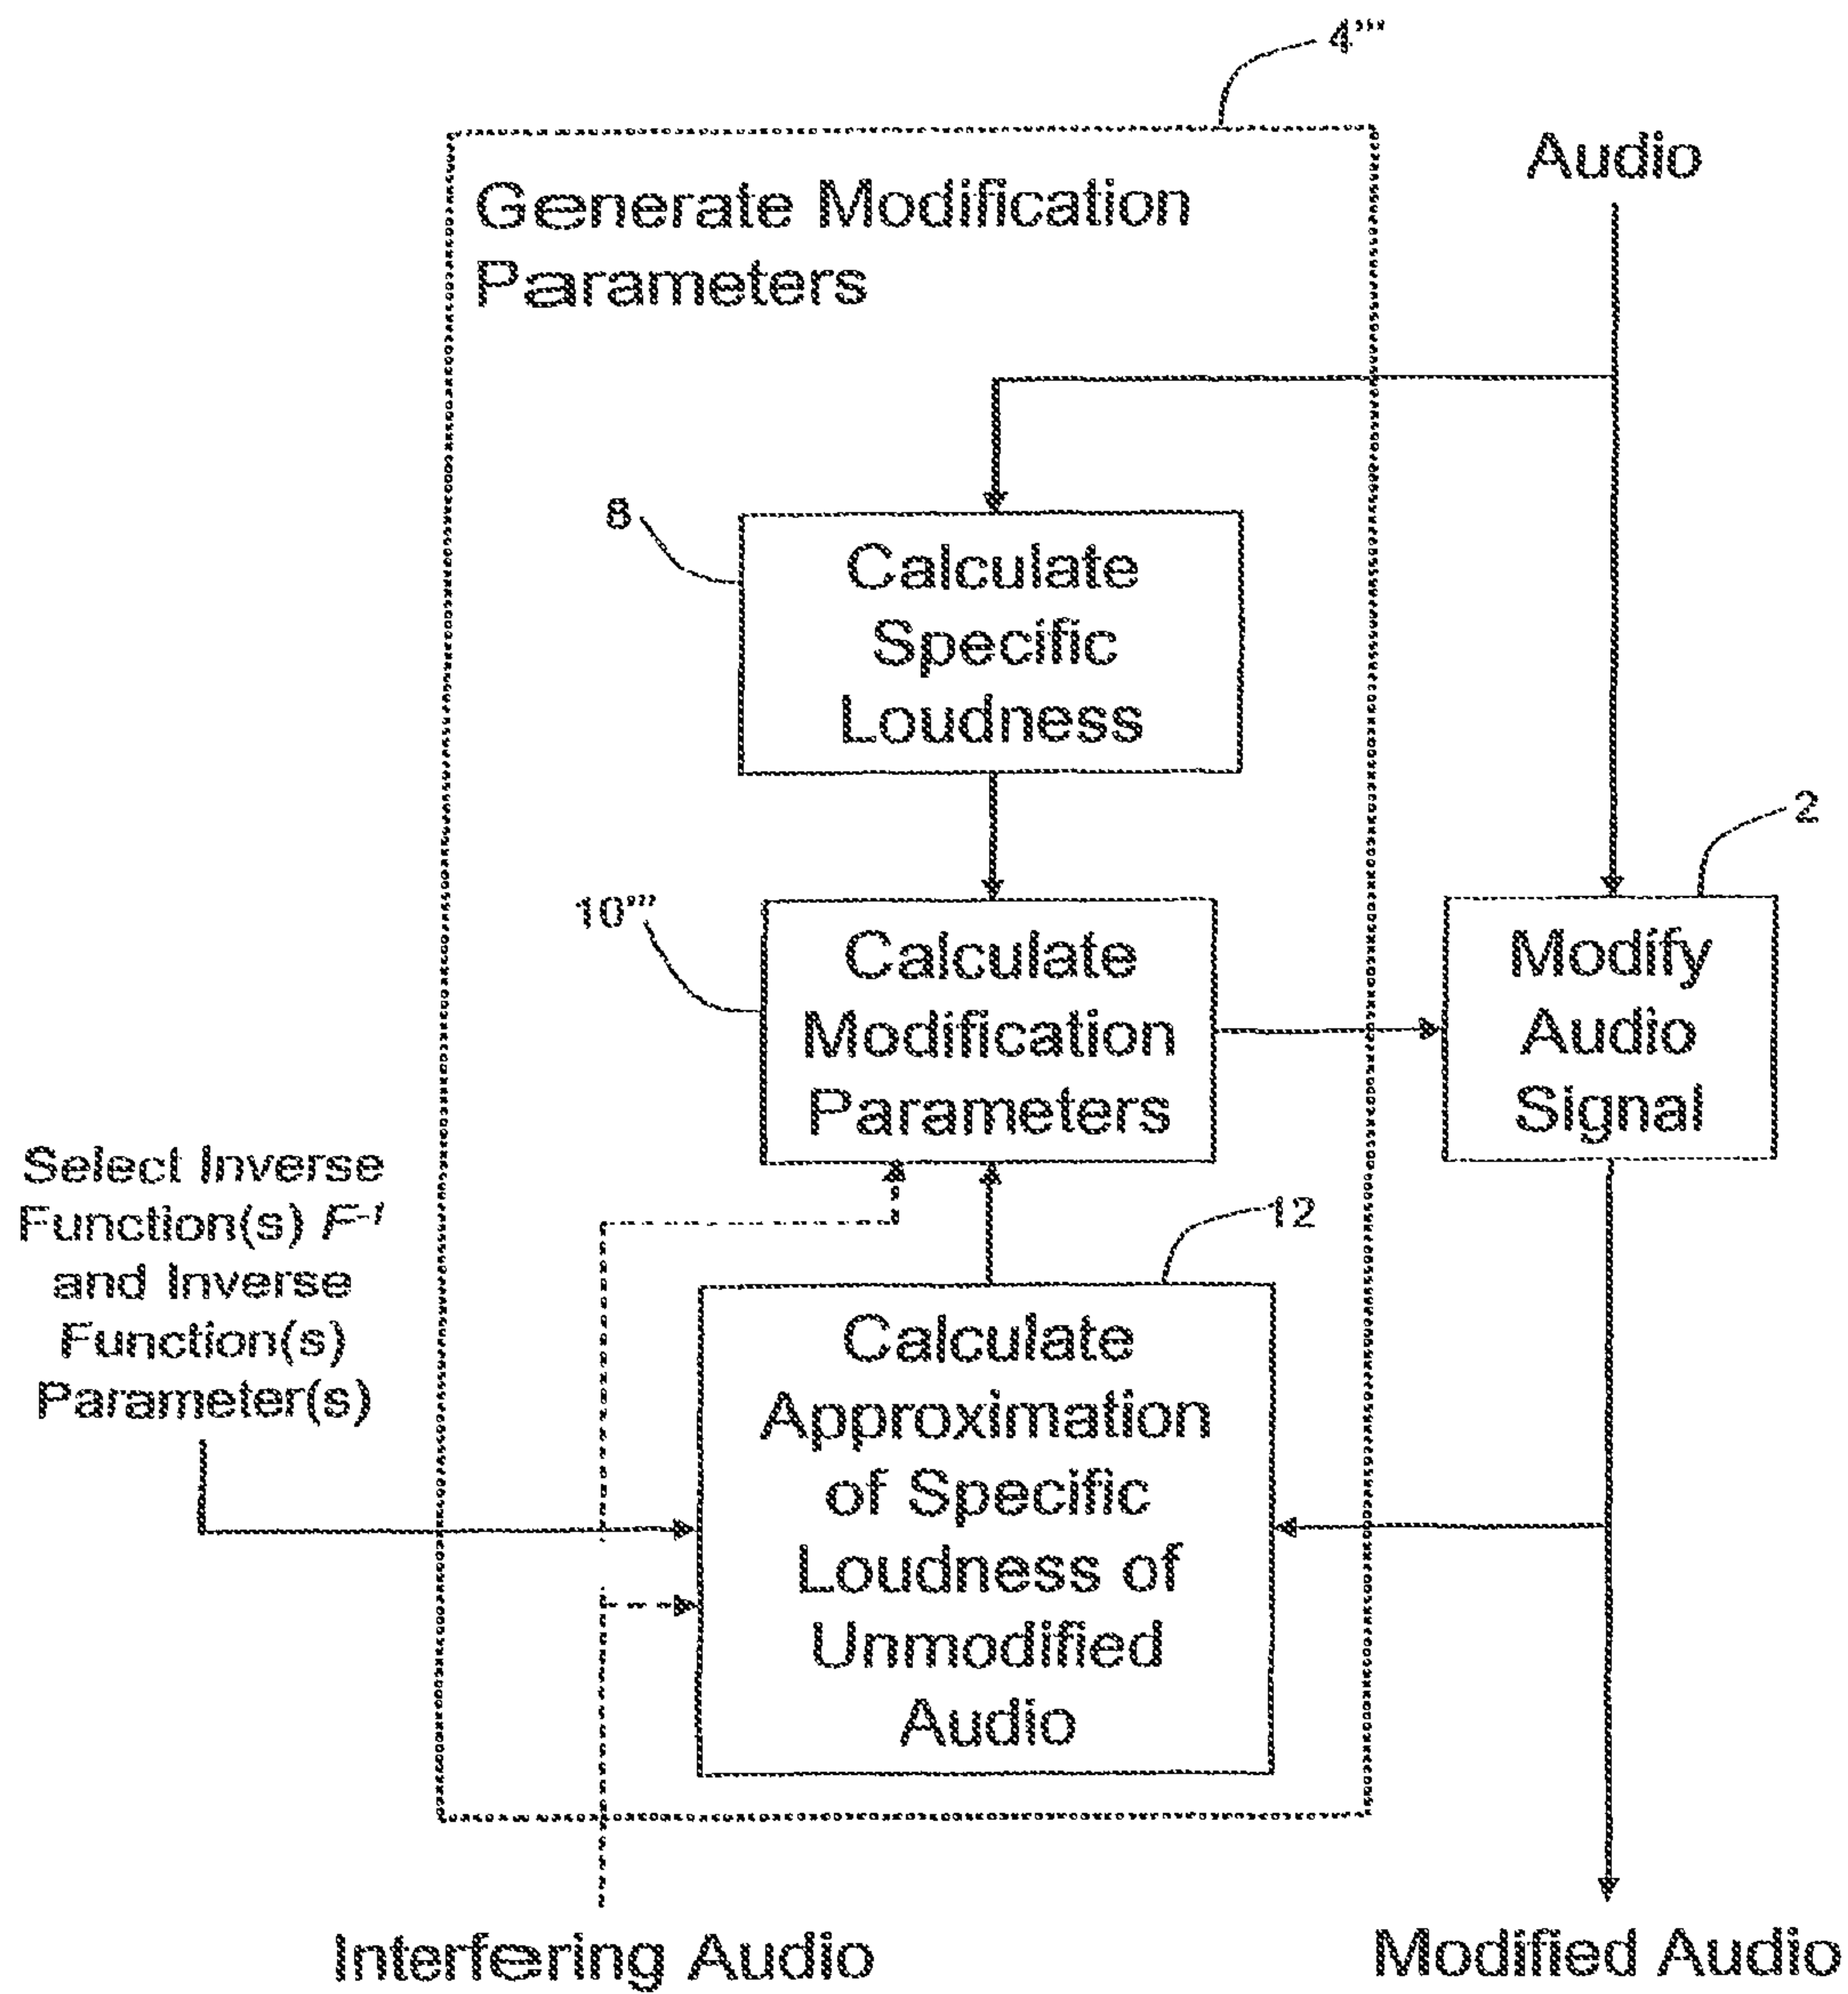 4'''
Audio
Generate Modification
Parameters
8
Calculate
Specific
Loudness
2
10'''
Calculate
Modification
Parameters
Modify
Audio
Signal
Select Inverse
Function(s) F⁻¹
and Inverse
Function(s)
Parameter(s)
12
Calculate
Approximation
of Specific
Loudness of
Unmodified
Audio
Interfering Audio
Modified Audio